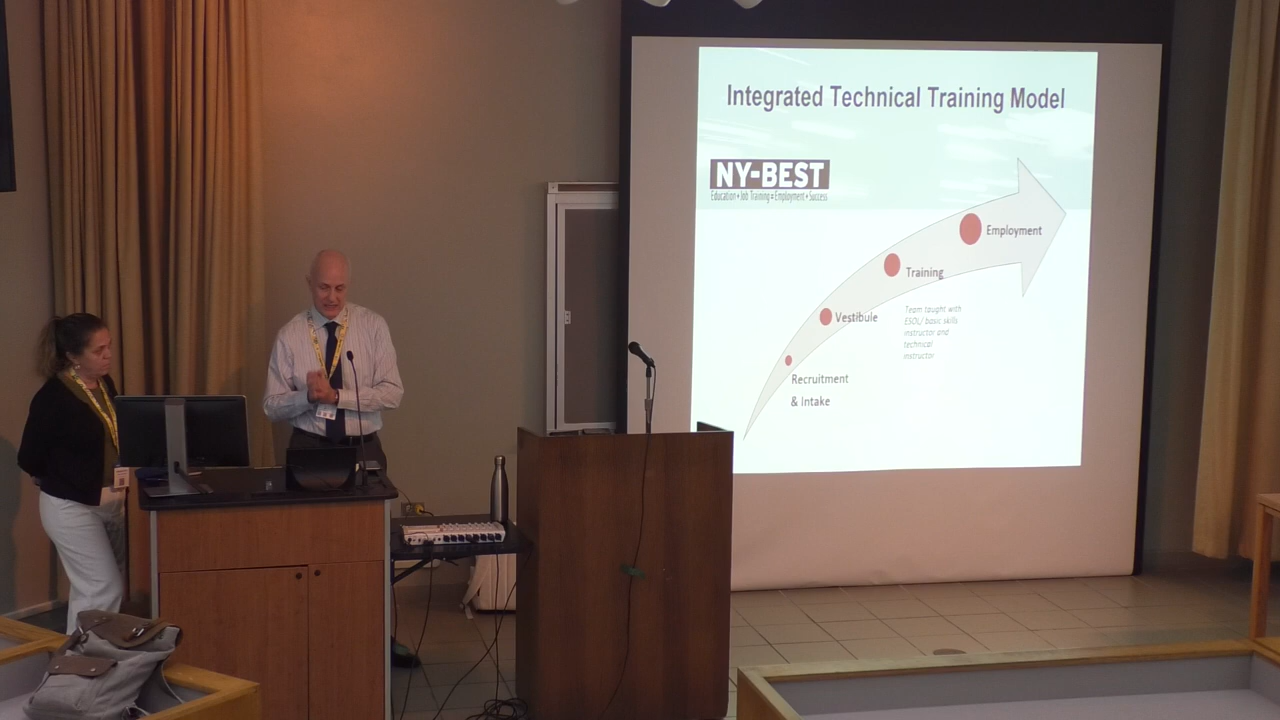 Integrated Technical Training Model
NY-BEST
Education + Job Training = Employment + Success
Employment
Training
Vestibule
Team taught with
ESOL/ basic skills
instructor and
technical
instructor
Recruitment
& Intake